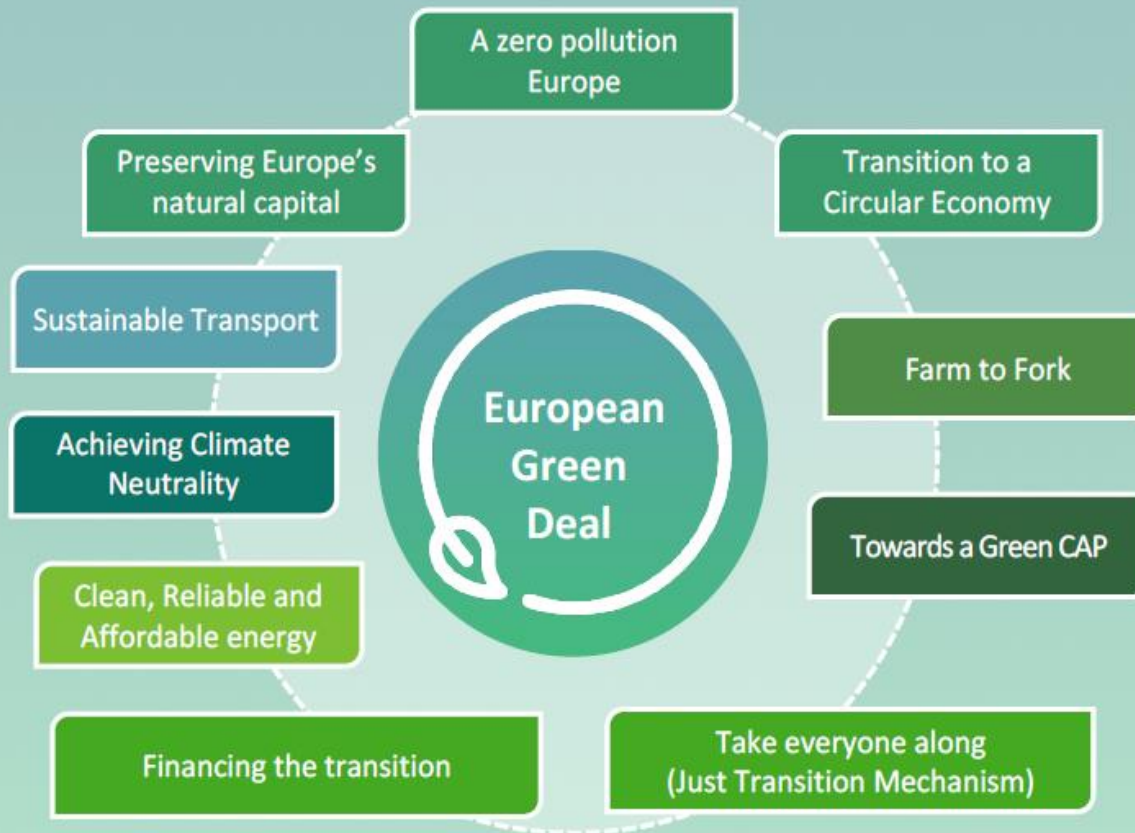 A zero pollution
Europe
Preserving Europe's
natural capital
Transition to a
Circular Economy
Sustainable Transport
Farm to Fork
European
Green
Deal
Achieving Climate
Neutrality
Towards a Green CAP
Clean, Reliable and
Affordable energy
Financing the transition
Take everyone along
(Just Transition Mechanism)